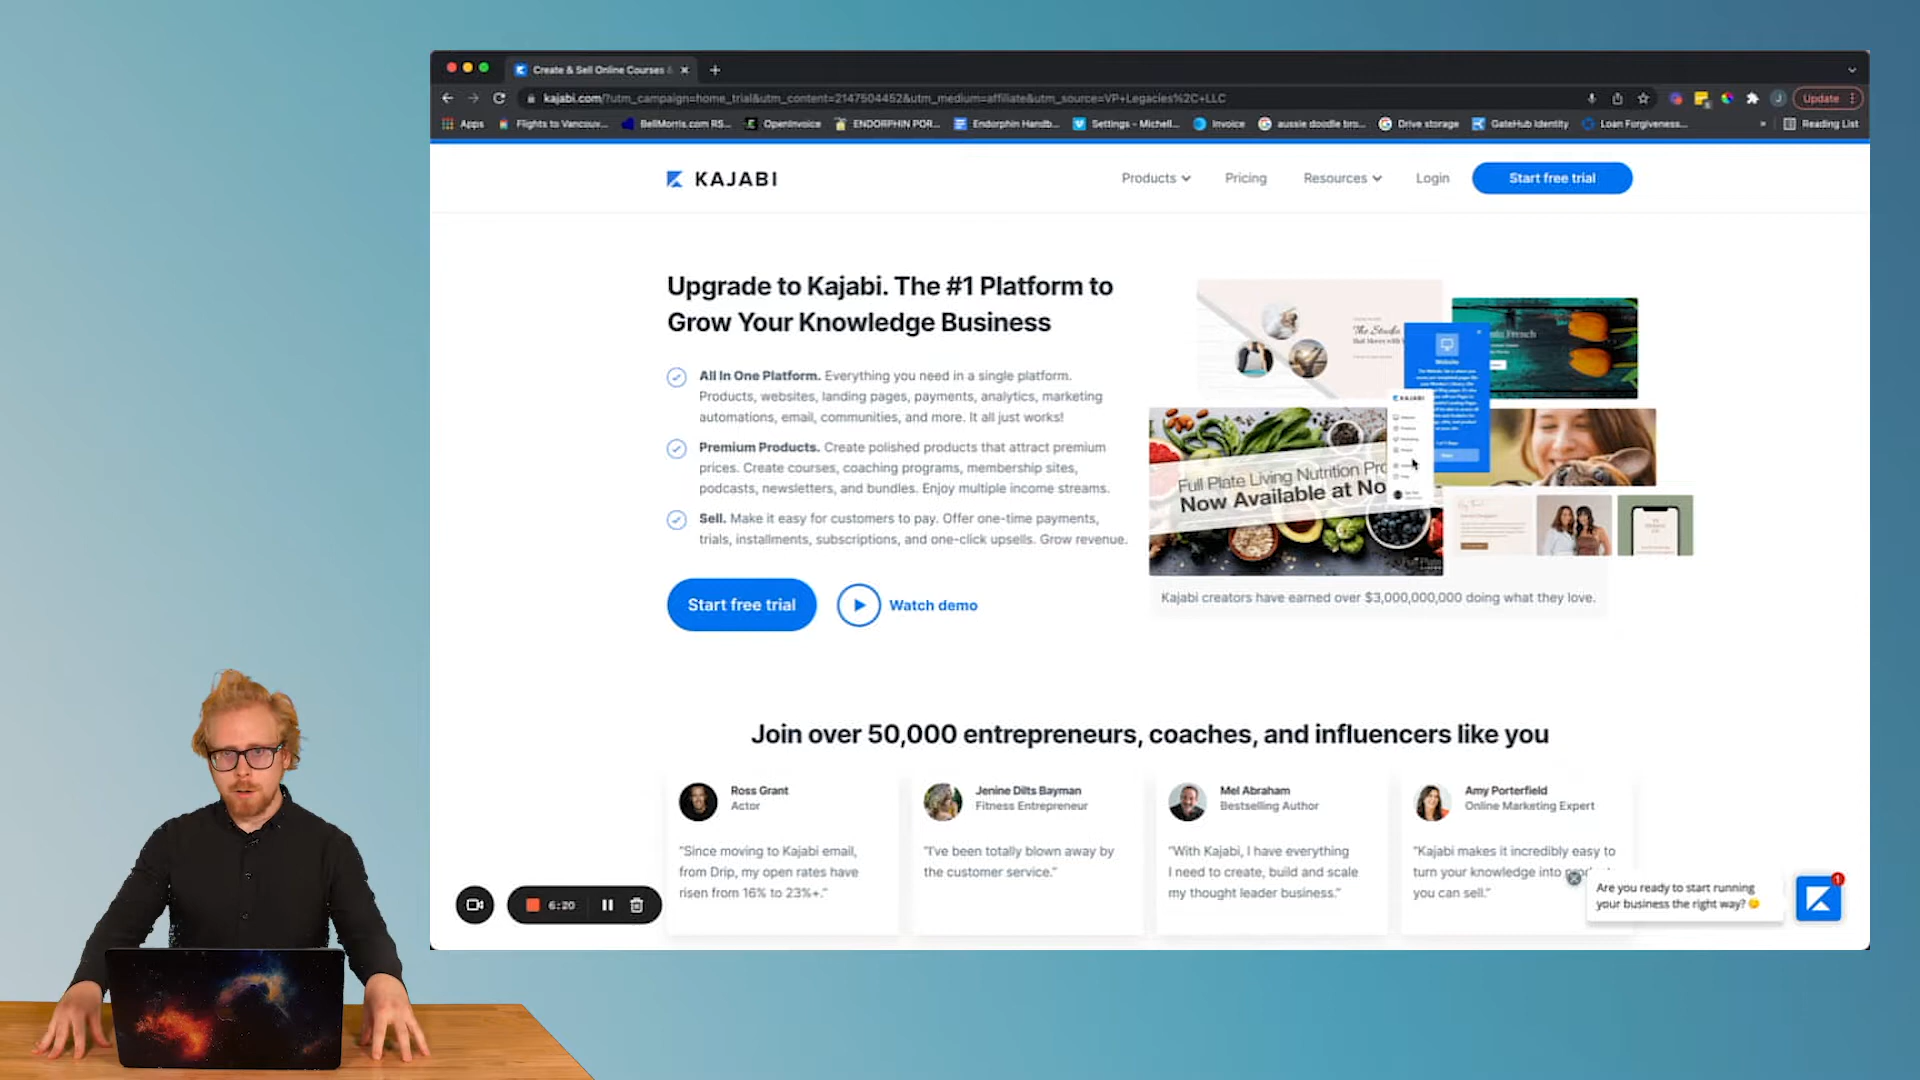 Create & Sell Online Courses &
kajabi.com/?utm_campaign=home_trial&utm_content=2147504452&utm_medium=affiliate&utm_source=VP+Legacies%2C+LLC
Update
Apps
Flights to Vancouv...
BellMorris.com RS...
OpenInvoice
ENDORPHIN POR...
Endorphin Handb...
Settings - Michell...
Invoice
aussie doodle bro...
Drive storage
GateHub Identity
Loan Forgiveness...
»
Reading List
KAJABI
Products
Pricing
Resources
Login
Start free trial
Upgrade to Kajabi. The #1 Platform to
Grow Your Knowledge Business
All In One Platform. Everything you need in a single platform.
Products, websites, landing pages, payments, analytics, marketing
automations, email, communities, and more. It all just works!
Premium Products. Create polished products that attract premium
prices. Create courses, coaching programs, membership sites,
podcasts, newsletters, and bundles. Enjoy multiple income streams.
Sell. Make it easy for customers to pay. Offer one-time payments,
trials, installments, subscriptions, and one-click upsells. Grow revenue.
Start free trial
Watch demo
The Studio
that Moves with
French
Website
KAJABI
Full Plate Living Nutrition Pro
Now Available at No
Kajabi creators have earned over $3,000,000,000 doing what they love.
Join over 50,000 entrepreneurs, coaches, and influencers like you
Ross Grant
Actor
"Since moving to Kajabi email,
from Drip, my open rates have
risen from 16% to 23%+."
Jenine Dilts Bayman
Fitness Entrepreneur
"I've been totally blown away by
the customer service."
Mel Abraham
Bestselling Author
"With Kajabi, I have everything
I need to create, build and scale
my thought leader business."
Amy Porterfield
Online Marketing Expert
"Kajabi makes it incredibly easy to
turn your knowledge into
you can sell."
Are you ready to start running
your business the right way? 😊
1
6:20